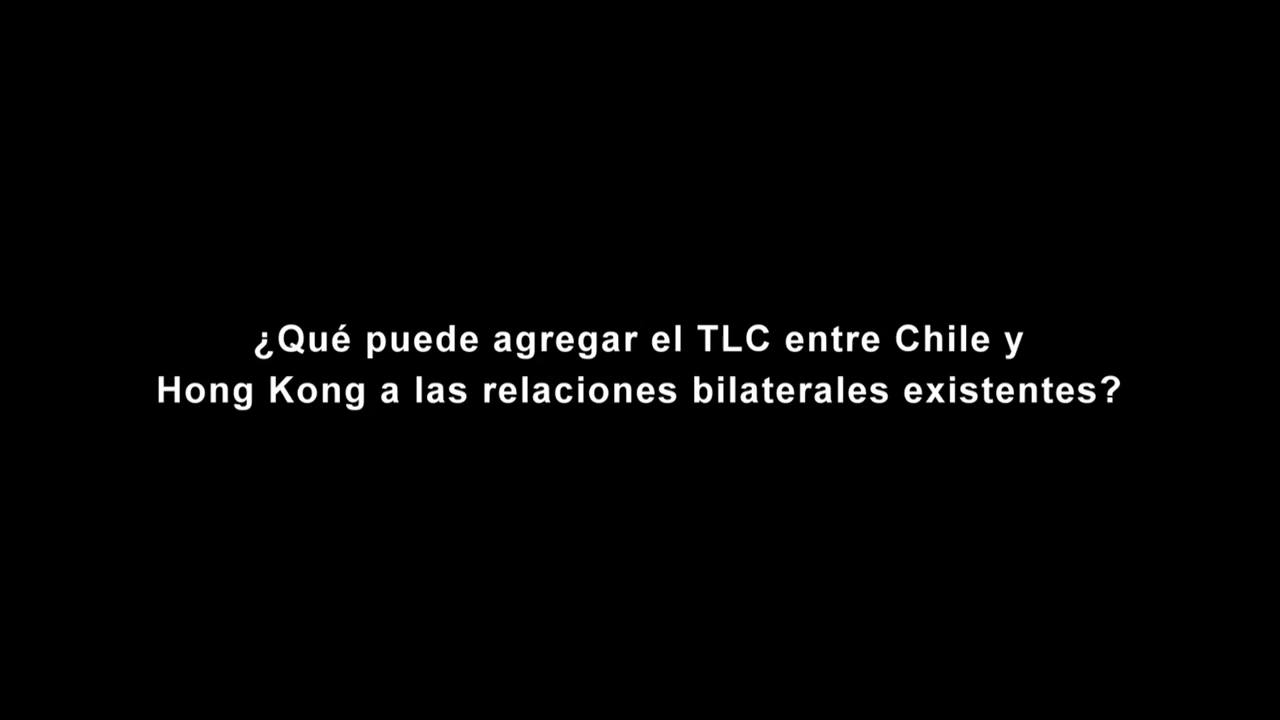 ¿Qué puede agregar el TLC entre Chile y
Hong Kong a las relaciones bilaterales existentes?